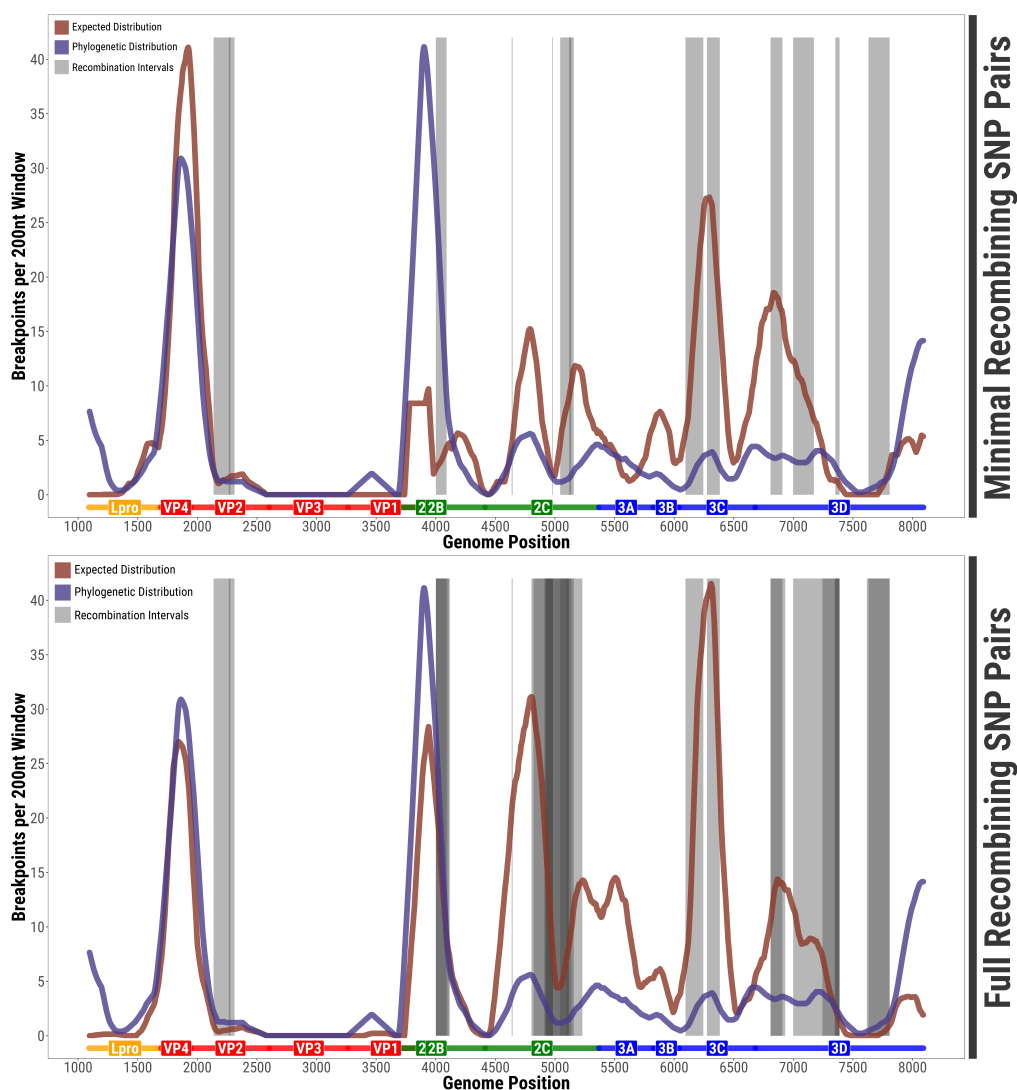 Expected Distribution
Phylogenetic Distribution
Recombination Intervals
Breakpoints per 200nt Window
40
35
30
25
20
15
10
5
0
Lpro VP4 VP2 VP3 VP1 2 2B 2C 3A 3B 3C 3D
1000 1500 2000 2500 3000 3500 4000 4500 5000 5500 6000 6500 7000 7500 8000
Genome Position
Minimal Recombining SNP Pairs
Expected Distribution
Phylogenetic Distribution
Recombination Intervals
Breakpoints per 200nt Window
40
35
30
25
20
15
10
5
0
Lpro VP4 VP2 VP3 VP1 2 2B 2C 3A 3B 3C 3D
1000 1500 2000 2500 3000 3500 4000 4500 5000 5500 6000 6500 7000 7500 8000
Genome Position
Full Recombining SNP Pairs